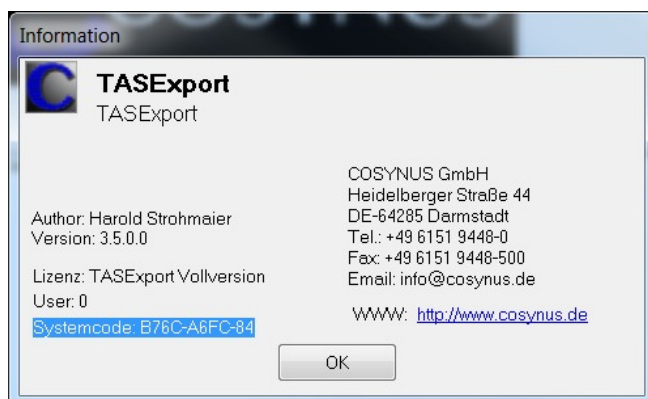 COSYNUS
Information
TASExport
TASExport
Author: Harold Strohmaier
Version: 3.5.0.0
Lizenz: TASExport Vollversion
User: 0
Systemcode: B76C-A6FC-84
COSYNUS GmbH
Heidelberger Straße 44
DE-64285 Darmstadt
Tel.: +49 6151 9448-0
Fax: +49 6151 9448-500
Email: info@cosynus.de
WWW: http://www.cosynus.de
OK